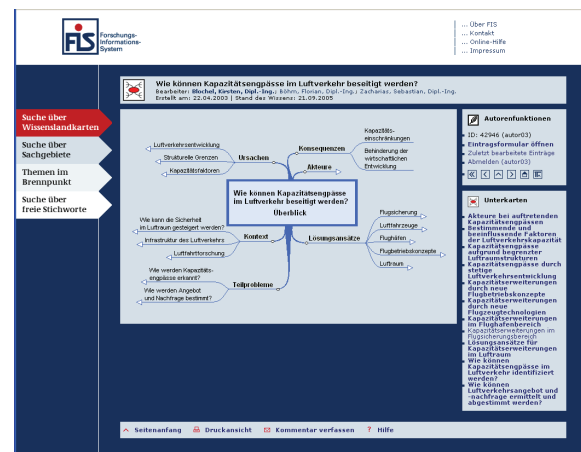 FIS
Forschungs-
Informations-
System
... Über FIS
... Kontakt
... Online-Hilfe
... Impressum
Wie können Kapazitätsengpässe im Luftverkehr beseitigt werden?
Bearbeiter: Blochel, Kirsten, Dipl.-Ing.; Böhm, Florian, Dipl.-Ing.; Zacharias, Sebastian, Dipl.-Ing.
Erstellt am: 22.04.2003 | Stand des Wissens: 21.09.2005
Suche über
Wissenslandkarten
Suche über
Sachgebiete
Themen im
Brennpunkt
Suche über
freie Stichworte
Luftverkehrsentwicklung
Strukturelle Grenzen
Kapazitätsfaktoren
Ursachen
Konsequenzen
Kapazitäts-
einschränkungen
Behinderung der
wirtschaftlichen
Entwicklung
Akteure
Wie können Kapazitätsengpässe
im Luftverkehr beseitigt werden?
Überblick
Wie kann die Sicherheit
im Luftraum gesteigert werden?
Infrastruktur des Luftverkehrs
Luftfahrtforschung
Kontext
Lösungsansätze
Flugsicherung
Luftfahrzeuge
Flughäfen
Flugbetriebskonzepte
Luftraum
Wie werden Kapazitäts-
engpässe erkannt?
Wie werden Angebot
und Nachfrage bestimmt?
Teilprobleme
Autorenfunktionen
ID: 42946 (autor03)
Eintragsformular öffnen
Zuletzt bearbeitete Einträge
Abmelden (autor03)
Unterkarten
Akteure bei auftretenden
Kapazitätsengpässen
Bestimmende und
beeinflussende Faktoren
der Luftverkehrskapazität
Kapazitätsengpässe
aufgrund begrenzter
Luftraumstrukturen
Kapazitätsengpässe durch
stetige
Luftverkehrsentwicklung
Kapazitätserweiterungen
durch neue
Flugbetriebskonzepte
Kapazitätserweiterungen
durch neue
Flugzeugtechnologien
Kapazitätserweiterungen
im Flughafenbereich
Kapazitätserweiterungen im
Flugsicherungsbereich
Lösungsansätze für
Kapazitätserweiterungen
im Luftraum
Wie können
Kapazitätsengpässe im
Luftverkehr identifiziert
werden?
Wie können
Luftverkehrsangebot und
-nachfrage ermittelt und
abgestimmt werden?
Seitenanfang
Druckansicht
Kommentar verfassen
? Hilfe